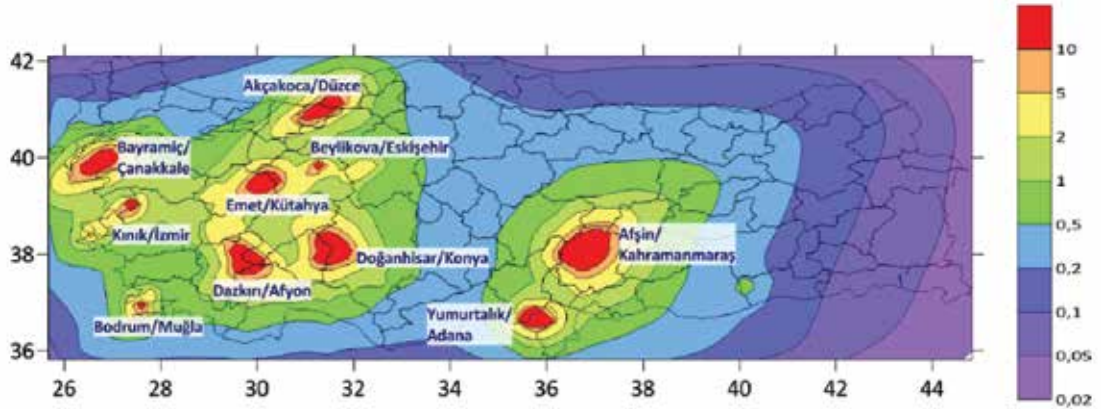 42
40
38
36
26 28 30 32 34 36 38 40 42 44
Akçakoca/Düzce
Bayramiç/
Çanakkale
Beylikova/Eskişehir
Emet/Kütahya
Kınık/İzmir
Doğanhisar/Konya
Afşin/
Kahramanmaraş
Dazkırı/Afyon
Bodrum/Muğla
Yumurtalık/
Adana
10
5
2
1
0,5
0,2
0,1
0,05
0,02